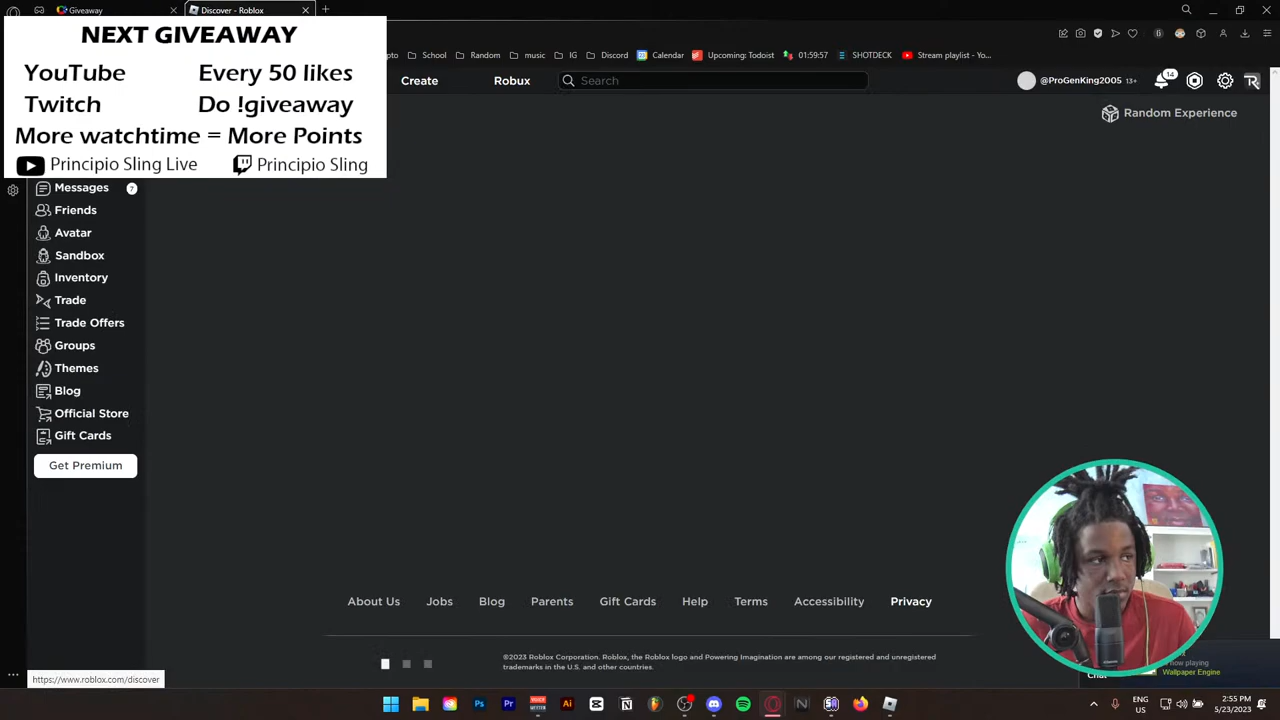 Giveaway
Discover - Roblox
NEXT GIVEAWAY
YouTube Every 50 likes
Twitch Do !giveaway
More watchtime = More Points
Principio Sling Live Principio Sling
School Random music IG Discord Calendar Upcoming: Todoist 01:59:57 SHOTDECK Stream playlist - Yo...
Create Robux Search @ProGenKing2005 13+ 14
Premium Random
Messages 7
Friends
Avatar
Sandbox
Inventory
Trade
Trade Offers
Groups
Themes
Blog
Official Store
Gift Cards
Get Premium
About Us Jobs Blog Parents Gift Cards Help Terms Accessibility Privacy
©2023 Roblox Corporation. Roblox, the Roblox logo and Powering Imagination are among our registered and unregistered
trademarks in the U.S. and other countries.
now playing
Wallpaper Engine
Chat
https://www.roblox.com/discover
ENG
US
2:55 PM
5/23/2023